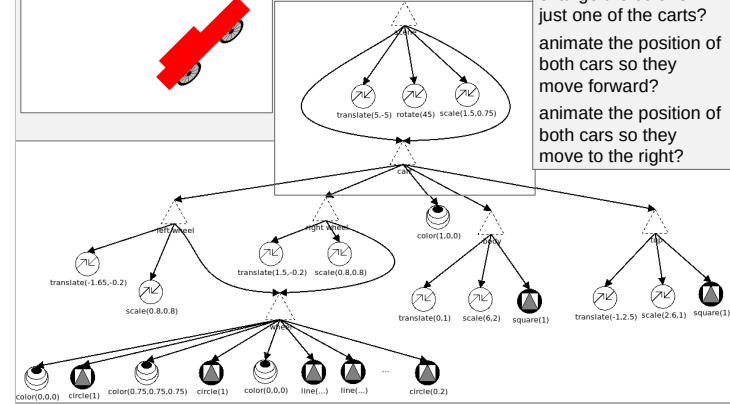 just one of the carts?
animate the position of
both cars so they
move forward?
animate the position of
both cars so they
move to the right?
scene
translate(5,-5) rotate(45) scale(1.5,0.75)
left wheel
right wheel
color(1,0,0)
body
top
translate(-1.65,-0.2)
scale(0.8,0.8)
translate(1.5,-0.2)
scale(0.8,0.8)
translate(0,1)
scale(6,2)
square(1)
translate(-1,2.5)
scale(2.6,1)
square(1)
wheel
color(0,0,0)
circle(1)
color(0.75,0.75,0.75)
circle(1)
color(0,0,0)
line(...)
line(...)
...
circle(0.2)